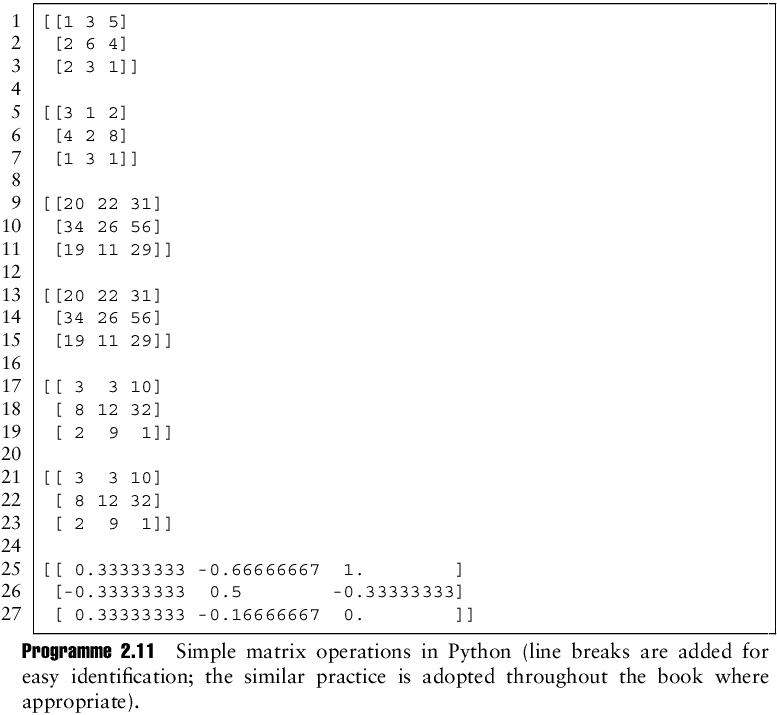 1 [[1 3 5]
2 [2 6 4]
3 [2 3 1]]
4
5 [[3 1 2]
6 [4 2 8]
7 [1 3 1]]
8
9 [[20 22 31]
10 [34 26 56]
11 [19 11 29]]
12
13 [[20 22 31]
14 [34 26 56]
15 [19 11 29]]
16
17 [[ 3  3 10]
18 [ 8 12 32]
19 [ 2  9  1]]
20
21 [[ 3  3 10]
22 [ 8 12 32]
23 [ 2  9  1]]
24
25 [[ 0.33333333 -0.66666667  1.        ]
26 [-0.33333333  0.5        -0.33333333]
27 [ 0.33333333 -0.16666667  0.        ]]
Programme 2.11 Simple matrix operations in Python (line breaks are added for
easy identification; the similar practice is adopted throughout the book where
appropriate).